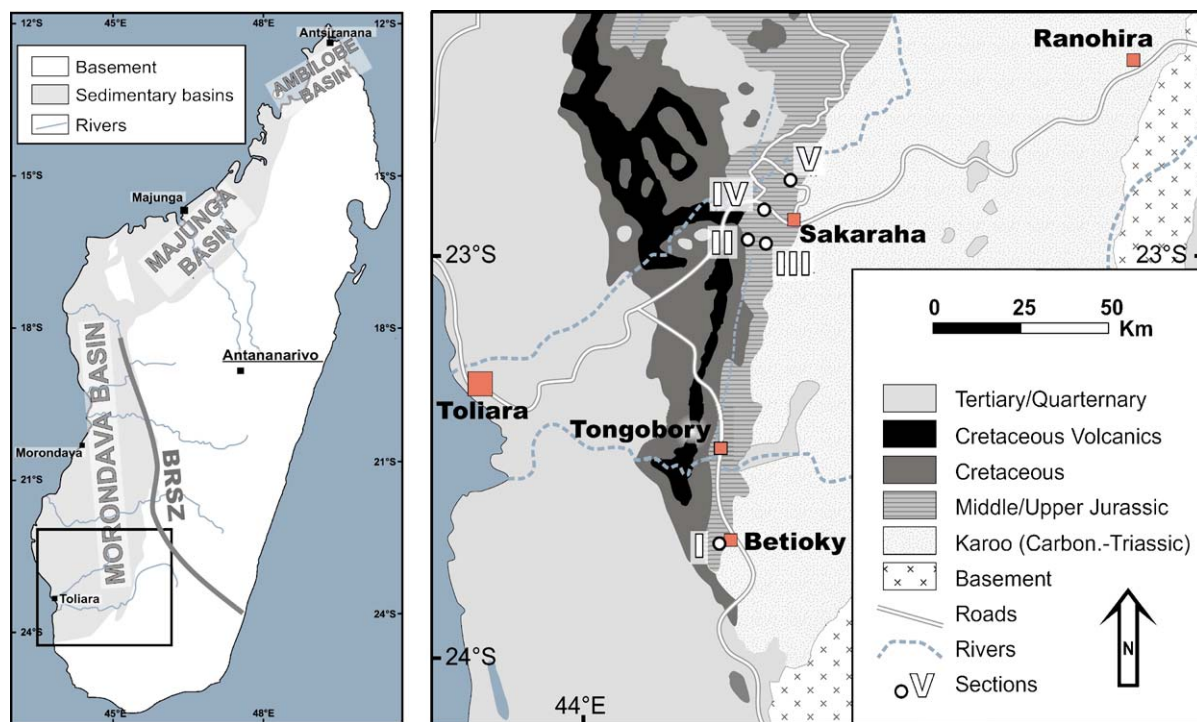 12°S
45°E
48°E
12°S
Antsiranana
Basement
Sedimentary basins
Rivers
AMBILOBE
BASIN
15°S
15°S
Majunga
MAJUNGA
BASIN
18°S
18°S
MORONDAVA BASIN
Antananarivo
Morondava
BRSZ
21°S
21°S
Toliara
24°S
24°S
45°E
48°E
Ranohira
V
IV
Sakaraha
II
III
23°S
23°S
Toliara
Tongobory
I
Betioky
24°S
44°E
0
25
50
Km
Tertiary/Quarternary
Cretaceous Volcanics
Cretaceous
Middle/Upper Jurassic
Karoo (Carbon.-Triassic)
Basement
Roads
Rivers
V
Sections
N